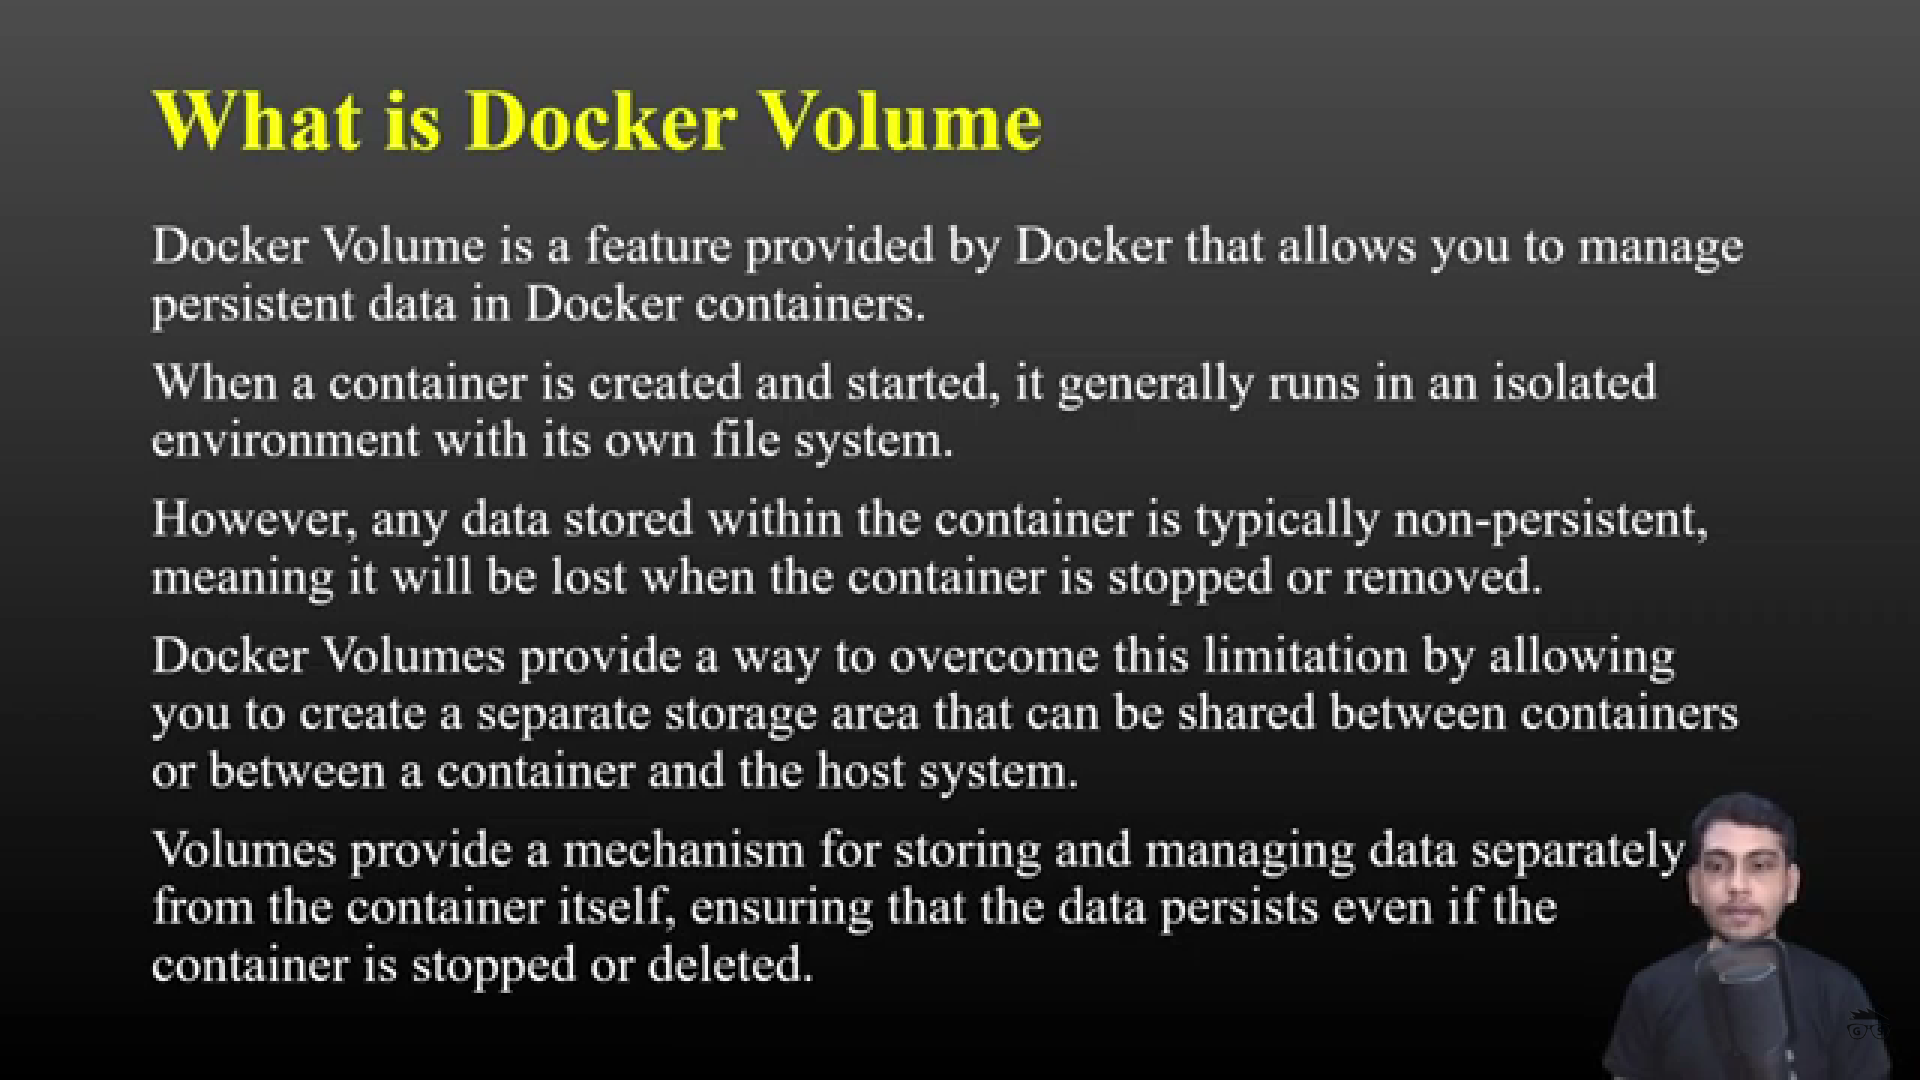 What is Docker Volume
Docker Volume is a feature provided by Docker that allows you to manage
persistent data in Docker containers.
When a container is created and started, it generally runs in an isolated
environment with its own file system.
However, any data stored within the container is typically non-persistent,
meaning it will be lost when the container is stopped or removed.
Docker Volumes provide a way to overcome this limitation by allowing
you to create a separate storage area that can be shared between containers
or between a container and the host system.
Volumes provide a mechanism for storing and managing data separately
from the container itself, ensuring that the data persists even if the
container is stopped or deleted.